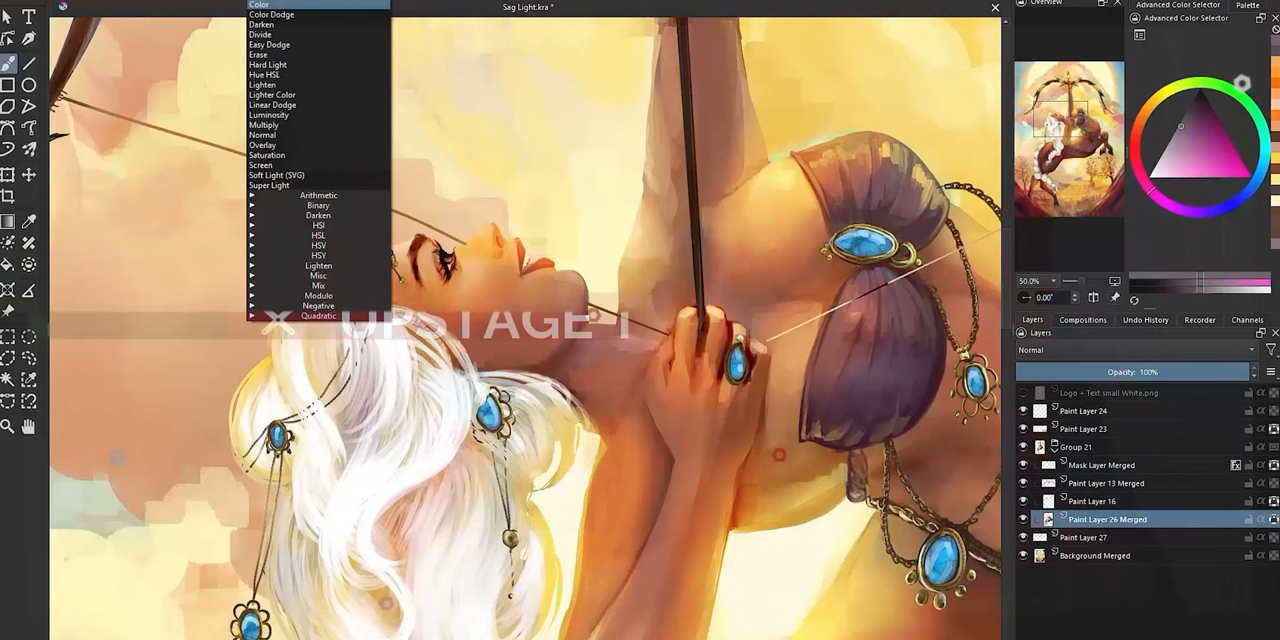 Color
Color Dodge
Darken
Divide
Easy Dodge
Erase
Hard Light
Hue HSL
Lighten
Lighter Color
Linear Dodge
Luminosity
Multiply
Normal
Overlay
Saturation
Screen
Soft Light (SVG)
Super Light
Arithmetic
Binary
Darken
HSI
HSL
HSV
HSY
Lighten
Misc
Mix
Modulo
Negative
Quadratic
Sag Light.kra *
UPSTAGE
Overview
50.0%
0.00°
Advanced Color Selector
Palette
Advanced Color Selector
Layers
Compositions
Undo History
Recorder
Channels
Layers
Normal
Opacity: 100%
Logo + Text small White.png
Paint Layer 24
Paint Layer 23
Group 21
Mask Layer Merged
Paint Layer 13 Merged
Paint Layer 16
Paint Layer 26 Merged
Paint Layer 27
Background Merged